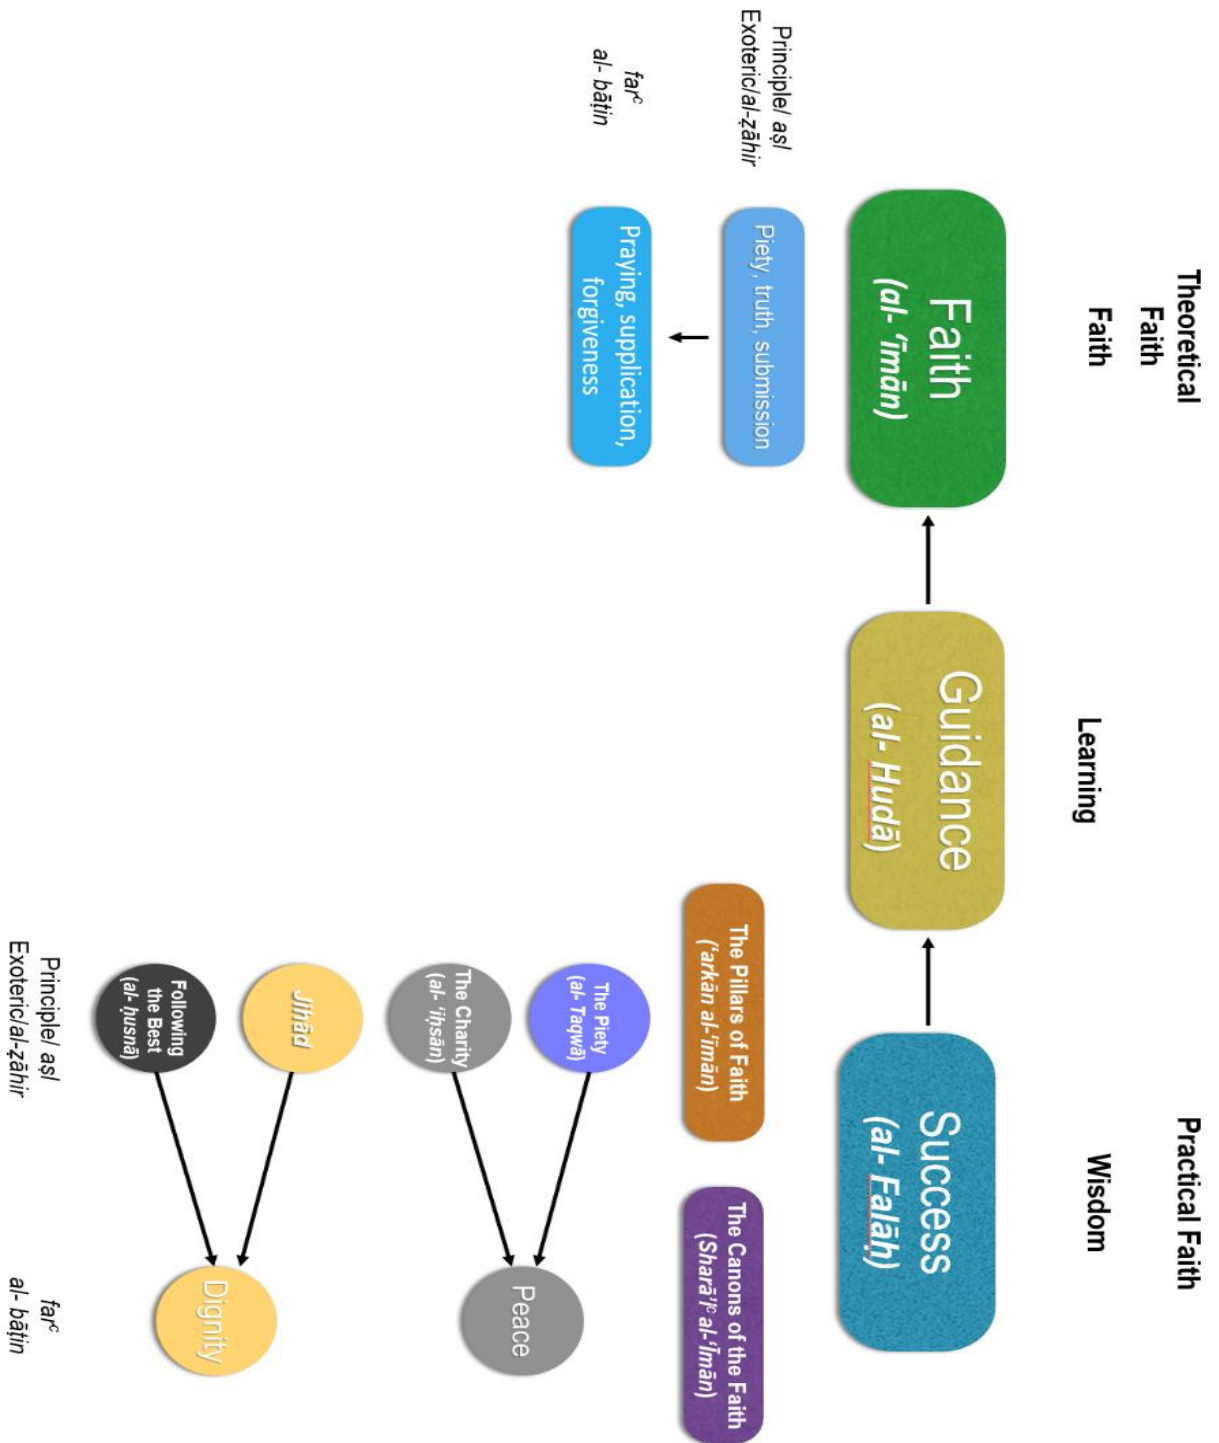 Theoretical
Faith
Faith
Learning
Practical Faith
Wisdom
Faith
(al- ‘īmān)
Guidance
(al- Hudā)
Success
(al- Falāḥ)
Principle/ aṣl
Exoteric/al-ẓāhir
Piety, truth, submission
farᶜ
al- bāṭin
Praying, supplication,
forgiveness
The Pillars of Faith
(‘arkān al-‘īmān)
The Canons of the Faith
(Sharā’iᶜ al-‘Īmān)
The Piety
(al- Taqwā)
The Charity
(al- ‘iḥsān)
Peace
Jihād
Following
the Best
(al- ḥusnā)
Dignity
Principle/ aṣl
Exoteric/al-ẓāhir
farᶜ
al- bāṭin